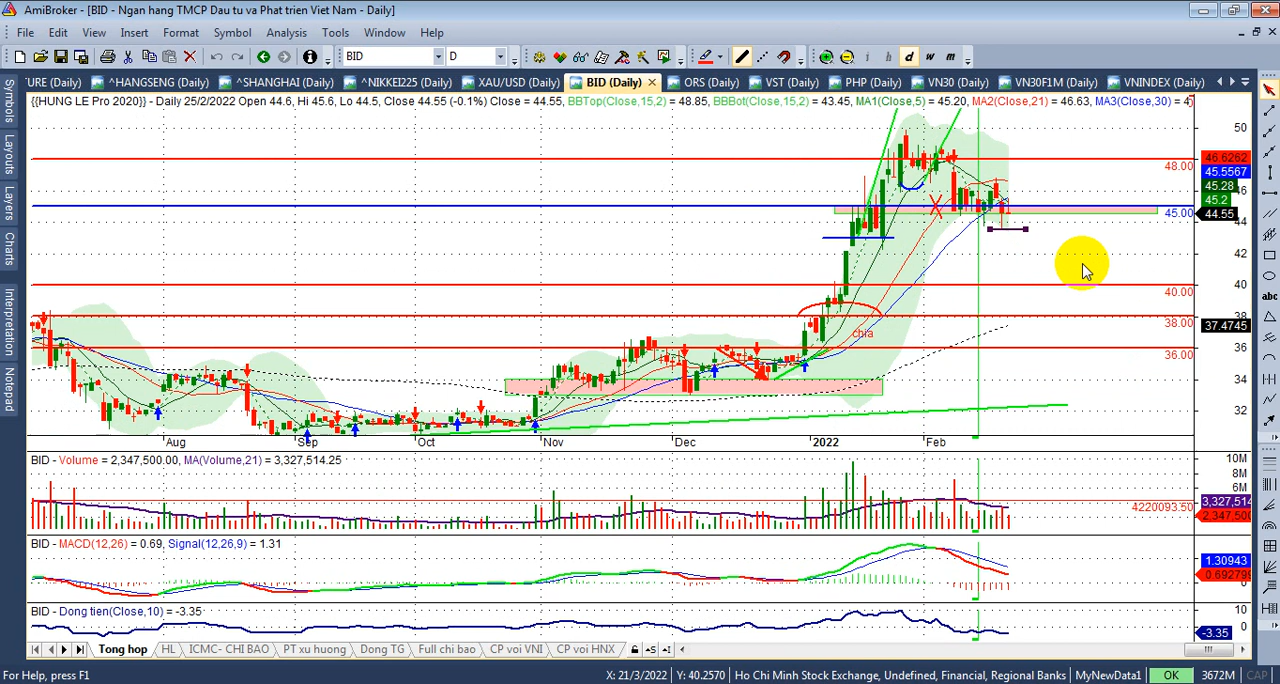 AmiBroker - [BID - Ngan hang TMCP Dau tu va Phat trien Viet Nam - Daily]
File Edit View Insert Format Tools Symbol Analysis Window Help
BID D i h d w m
'URE (Daily) ^HANGSENG (Daily) ^SHANGHAI (Daily) ^NIKKEI225 (Daily) XAU/USD (Daily) BID (Daily) ORS (Daily) VST (Daily) PHP (Daily) VN30 (Daily) VN30F1M (Daily) VNINDEX (Daily)
Symbols
Layouts
Layers
Charts
Interpretation
Notepad
{{HUNG LE Pro 2020}} - Daily 25/2/2022 Open 44.6, Hi 45.6, Lo 44.5, Close 44.55 (-0.1%) Close = 44.55, BBTop(Close,15,2) = 48.85, BBBot(Close,15,2) = 43.45, MA1(Close,5) = 45.20, MA2(Close,21) = 46.63, MA3(Close,30) = 4
50
46.6262
48.00
45.5567
46
45.28
45.2
45.00
44.55
44
42
40
40.00
38
38.00
37.4745
chia
36
36.00
34
32
Aug Sep Oct Nov Dec 2022 Feb
BID - Volume = 2,347,500.00, MA(Volume,21) = 3,327,514.25
10M
6M
3,327,514
4220093.50
2,347,500
BID - MACD(12,26) = 0.69, Signal(12,26,9) = 1.31
1.30943
0.692799
0
BID - Dong tien(Close,10) = -3.35
10
0
-3.35
Tong hop HL ICMC- CHI BAO PT xu huong Dong TG Full chi bao CP voi VNI CP voi HNX
For Help, press F1 X: 21/3/2022 Y: 40.2570 Ho Chi Minh Stock Exchange, Undefined, Financial, Regional Banks MyNewData1 OK 3672M CAP
abc